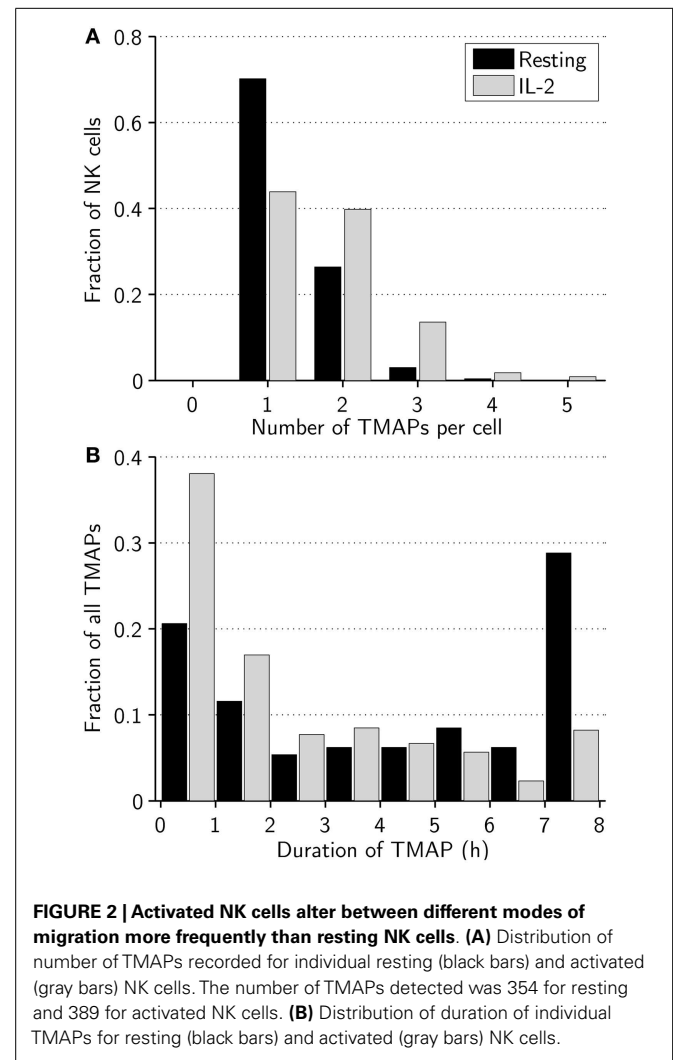 A
0.8
0.6
0.4
0.2
0
Fraction of NK cells
Resting
IL-2
0 1 2 3 4 5
Number of TMAPs per cell
B
0.4
0.3
0.2
0.1
0
Fraction of all TMAPs
0 1 2 3 4 5 6 7 8
Duration of TMAP (h)
FIGURE 2 | Activated NK cells alter between different modes of
migration more frequently than resting NK cells. (A) Distribution of
number of TMAPs recorded for individual resting (black bars) and activated
(gray bars) NK cells. The number of TMAPs detected was 354 for resting
and 389 for activated NK cells. (B) Distribution of duration of individual
TMAPs for resting (black bars) and activated (gray bars) NK cells.